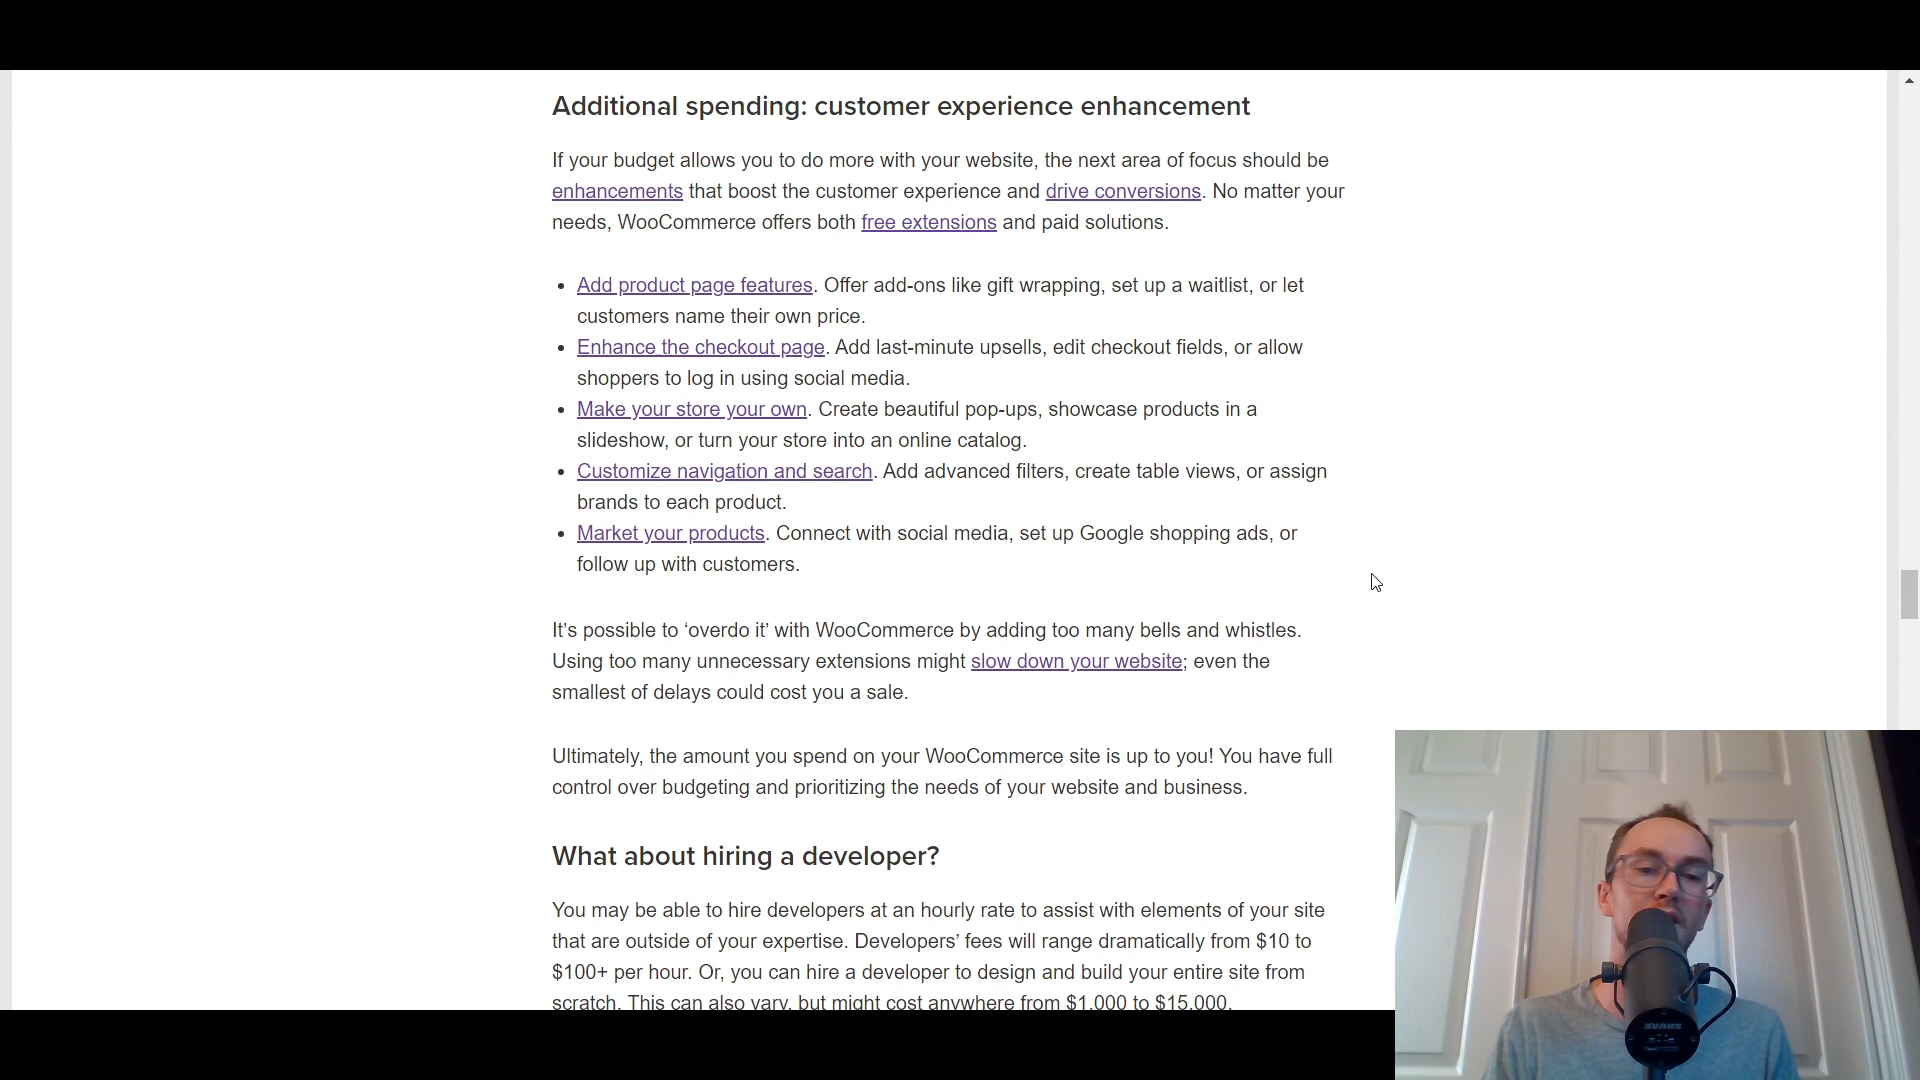 Additional spending: customer experience enhancement
If your budget allows you to do more with your website, the next area of focus should be
enhancements that boost the customer experience and drive conversions. No matter your
needs, WooCommerce offers both free extensions and paid solutions.
• Add product page features. Offer add-ons like gift wrapping, set up a waitlist, or let
customers name their own price.
• Enhance the checkout page. Add last-minute upsells, edit checkout fields, or allow
shoppers to log in using social media.
• Make your store your own. Create beautiful pop-ups, showcase products in a
slideshow, or turn your store into an online catalog.
• Customize navigation and search. Add advanced filters, create table views, or assign
brands to each product.
• Market your products. Connect with social media, set up Google shopping ads, or
follow up with customers.
It’s possible to ‘overdo it’ with WooCommerce by adding too many bells and whistles.
Using too many unnecessary extensions might slow down your website; even the
smallest of delays could cost you a sale.
Ultimately, the amount you spend on your WooCommerce site is up to you! You have full
control over budgeting and prioritizing the needs of your website and business.
What about hiring a developer?
You may be able to hire developers at an hourly rate to assist with elements of your site
that are outside of your expertise. Developers’ fees will range dramatically from $10 to
$100+ per hour. Or, you can hire a developer to design and build your entire site from
scratch. This can also vary, but might cost anywhere from $1,000 to $15,000.
SHURE